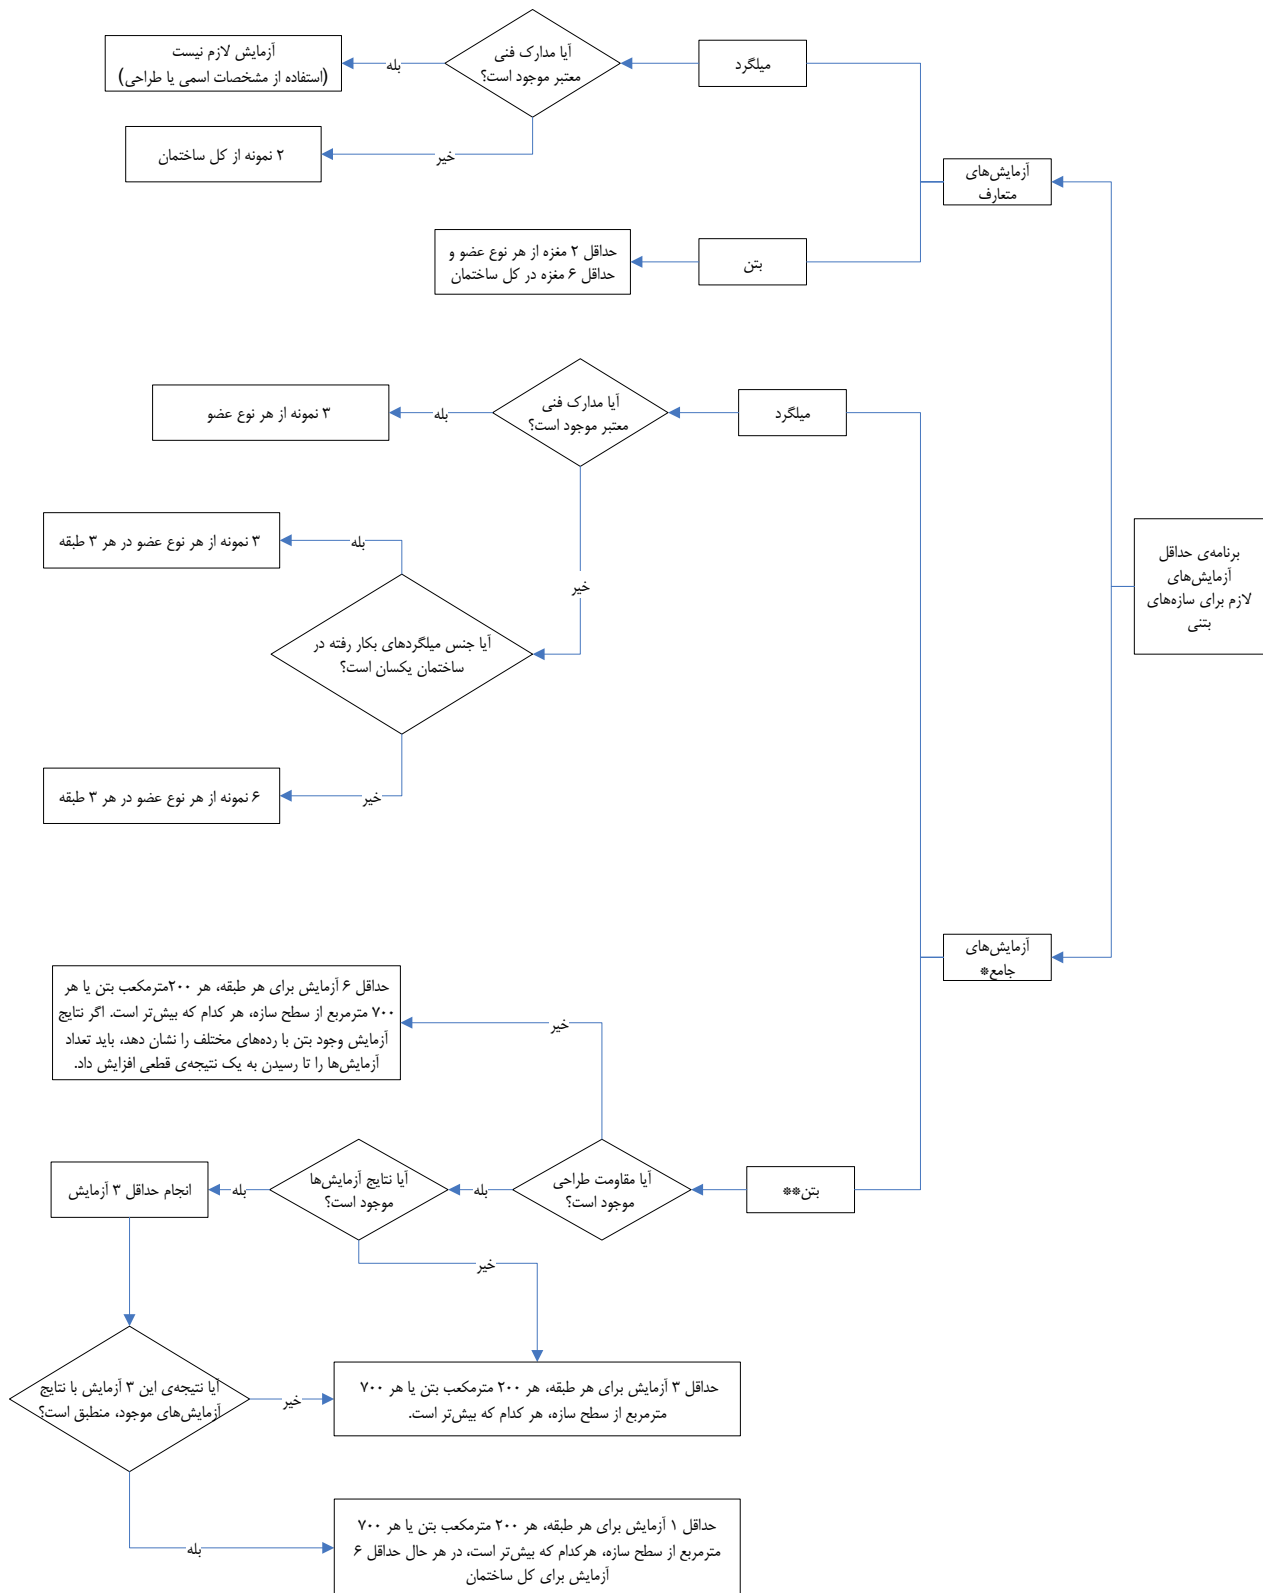 برنامه‌ی حداقل
آزمایش‌های
لازم برای سازه‌های
بتنی
آزمایش‌های
متعارف
میلگرد
آیا مدارک فنی
معتبر موجود است؟
بله
آزمایش لازم نیست
(استفاده از مشخصات اسمی یا طراحی)
خیر
۲ نمونه از کل ساختمان
بتن
حداقل ۲ مغزه از هر نوع عضو و
حداقل ۶ مغزه در کل ساختمان
آزمایش‌های
جامع*
میلگرد
آیا مدارک فنی
معتبر موجود است؟
بله
۳ نمونه از هر نوع عضو
خیر
آیا جنس میلگردهای بکار رفته در
ساختمان یکسان است؟
بله
۳ نمونه از هر نوع عضو در هر ۳ طبقه
خیر
۶ نمونه از هر نوع عضو در هر ۳ طبقه
بتن**
آیا مقاومت طراحی
موجود است؟
خیر
حداقل ۶ آزمایش برای هر طبقه، هر ۲۰۰مترمکعب بتن یا هر
۷۰۰ مترمربع از سطح سازه، هر کدام که بیش‌تر است. اگر نتایج
آزمایش وجود بتن با رده‌های مختلف را نشان دهد، باید تعداد
آزمایش‌ها را تا رسیدن به یک نتیجه‌ی قطعی افزایش داد.
بله
آیا نتایج آزمایش‌ها
موجود است؟
بله
انجام حداقل ۳ آزمایش
خیر
آیا نتیجه‌ی این ۳ آزمایش با نتایج
آزمایش‌های موجود، منطبق است؟
خیر
حداقل ۳ آزمایش برای هر طبقه، هر ۲۰۰ مترمکعب بتن یا هر ۷۰۰
مترمربع از سطح سازه، هر کدام که بیش‌تر است.
بله
حداقل ۱ آزمایش برای هر طبقه، هر ۲۰۰ مترمکعب بتن یا هر ۷۰۰
مترمربع از سطح سازه، هرکدام که بیش‌تر است، در هر حال حداقل ۶
آزمایش برای کل ساختمان